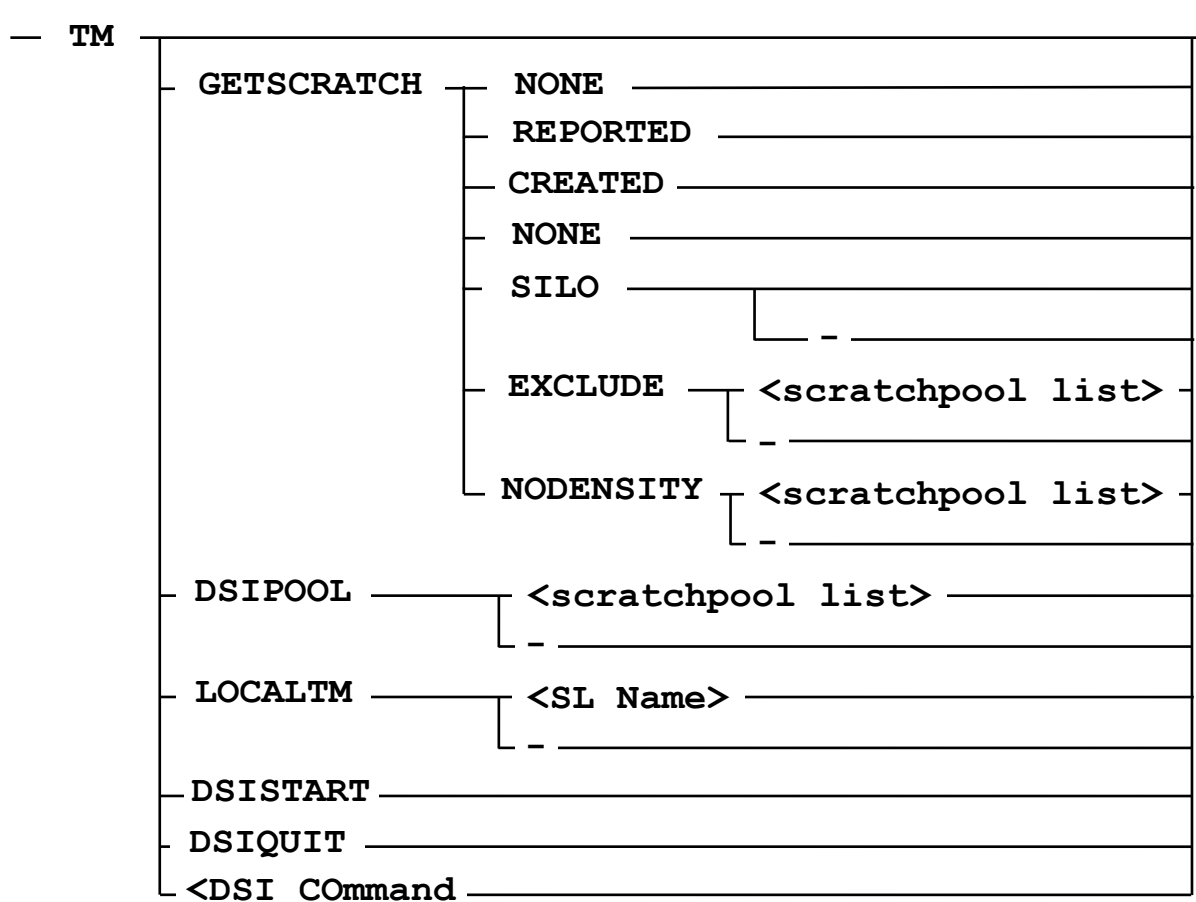 TM
GETSCRATCH NONE
REPORTED
CREATED
NONE
SILO
-
EXCLUDE <scratchpool list>
-
NODENSITY <scratchpool list>
-
DSIPOOL <scratchpool list>
-
LOCALTM <SL Name>
-
DSISTART
DSIQUIT
<DSI COmmand